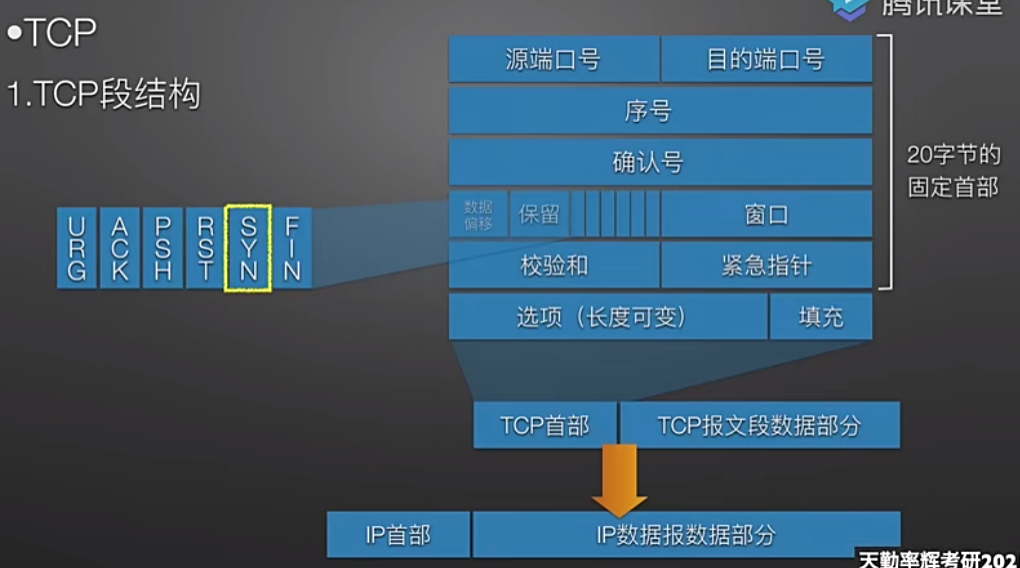 腾讯课堂
•TCP
1.TCP段结构
源端口号 目的端口号
序号
确认号
20字节的
固定首部
数据
偏移
保留
窗口
URG ACK PSH RST SYN FIN
校验和 紧急指针
选项（长度可变） 填充
TCP首部 TCP报文段数据部分
IP首部 IP数据报数据部分
天勤率辉考研202